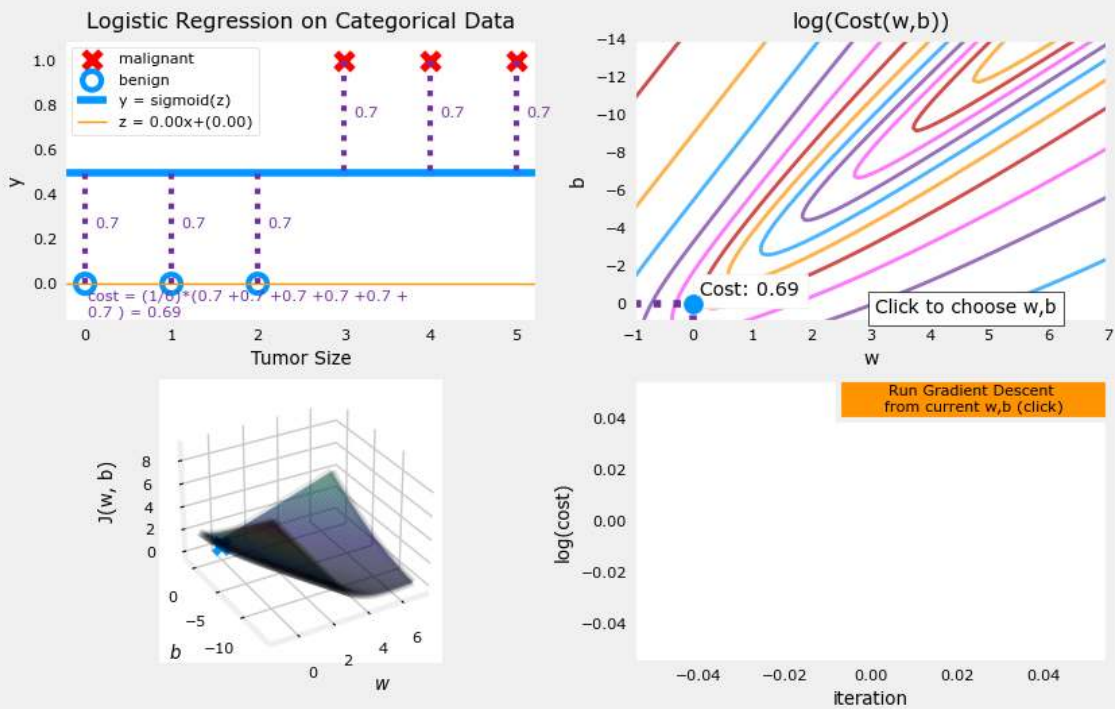 Logistic Regression on Categorical Data
malignant
benign
y = sigmoid(z)
z = 0.00x+(0.00)
1.0
0.8
0.6
0.4
0.2
0.0
y
0.7
0.7
0.7
0.7
0.7
0.7
cost = (1/6)*(0.7 +0.7 +0.7 +0.7 +0.7 +
0.7 ) = 0.69
0 1 2 3 4 5
Tumor Size
log(Cost(w,b))
−14
−12
−10
−8
−6
−4
−2
0
b
Cost: 0.69
Click to choose w,b
−1 0 1 2 3 4 5 6 7
w
J(w, b)
8
6
4
2
0
0
−5
−10
b
0 2 4 6
w
Run Gradient Descent
from current w,b (click)
0.04
0.02
0.00
−0.02
−0.04
log(cost)
−0.04 −0.02 0.00 0.02 0.04
iteration